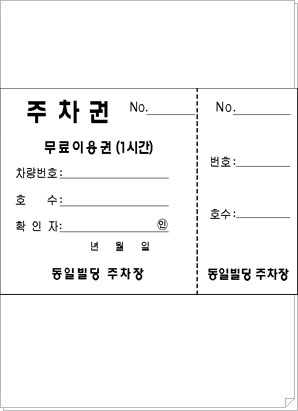 주차권 No.
무료이용권 (1시간)
차량번호:
호 수:
확 인 자: ㊞
년 월 일
동일빌딩 주차장
No.
번호:
호수:
동일빌딩 주차장